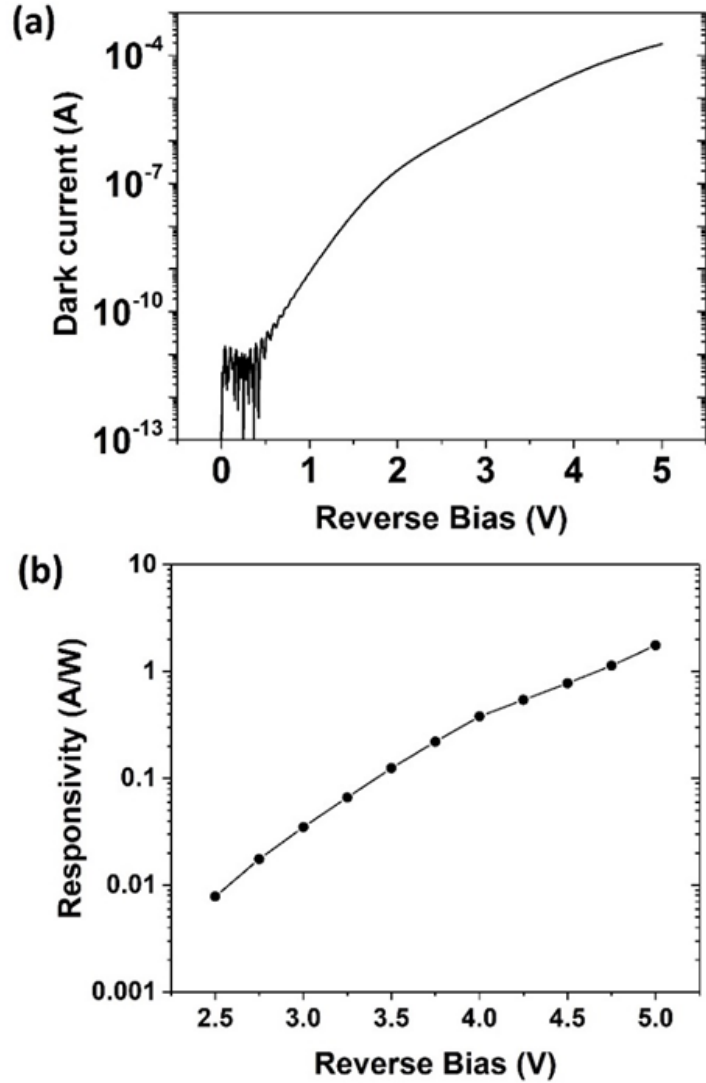 (a)
Dark current (A)
10⁻⁴
10⁻⁷
10⁻¹⁰
10⁻¹³
0 1 2 3 4 5
Reverse Bias (V)
(b)
Responsivity (A/W)
10
1
0.1
0.01
0.001
2.5 3.0 3.5 4.0 4.5 5.0
Reverse Bias (V)